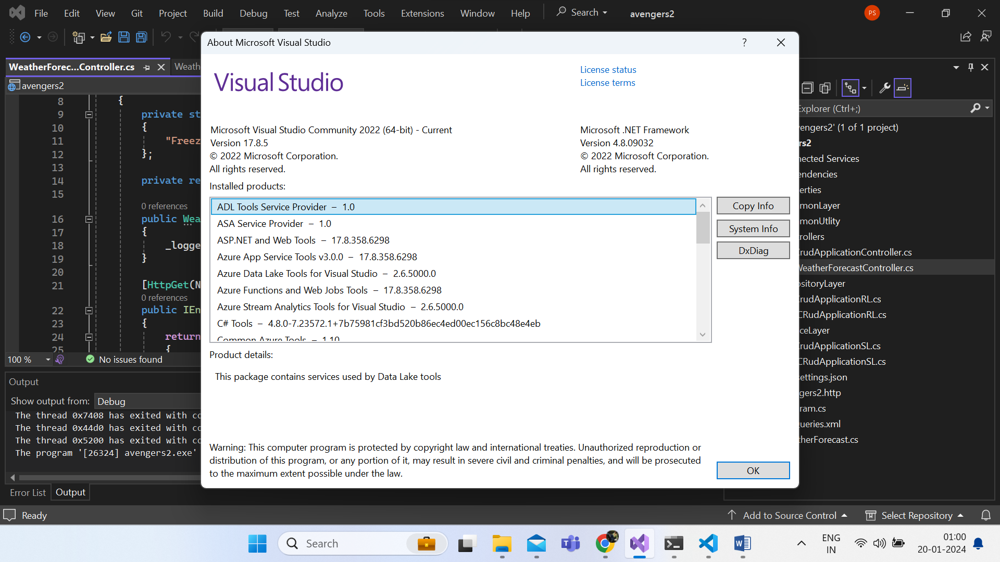 File Edit View Git Project Build Debug Test Analyze Tools Extensions Window Help Search avengers2 PS
About Microsoft Visual Studio ?
WeatherForec...Controller.cs Weath
avengers2
8 {
9 private st
10 {
11 "Freez
12 };
13
14 private re
15
0 references
16 public Wea
17 {
18 _logge
19 }
20
21 [HttpGet(N
0 references
22 public IEn
23 {
24 return
25 {
100 % No issues found
Output
Show output from: Debug
The thread 0x7408 has exited with co
The thread 0x44d0 has exited with co
The thread 0x5200 has exited with co
The program '[26324] avengers2.exe'
Error List Output
Visual Studio
License status
License terms
Microsoft Visual Studio Community 2022 (64-bit) - Current
Version 17.8.5
© 2022 Microsoft Corporation.
All rights reserved.
Microsoft .NET Framework
Version 4.8.09032
© 2022 Microsoft Corporation.
All rights reserved.
Installed products:
ADL Tools Service Provider – 1.0
ASA Service Provider – 1.0
ASP.NET and Web Tools – 17.8.358.6298
Azure App Service Tools v3.0.0 – 17.8.358.6298
Azure Data Lake Tools for Visual Studio – 2.6.5000.0
Azure Functions and Web Jobs Tools – 17.8.358.6298
Azure Stream Analytics Tools for Visual Studio – 2.6.5000.0
C# Tools – 4.8.0-7.23572.1+7b75981cf3bd520b86ec4ed00ec156c8bc48e4eb
Common Azure Tools – 1.10
Copy Info
System Info
DxDiag
Product details:
This package contains services used by Data Lake tools
Warning: This computer program is protected by copyright law and international treaties. Unauthorized reproduction or
distribution of this program, or any portion of it, may result in severe civil and criminal penalties, and will be prosecuted
to the maximum extent possible under the law.
OK
Explorer (Ctrl+;)
vengers2' (1 of 1 project)
rs2
nected Services
endencies
erties
monLayer
monUtlity
rollers
CrudApplicationController.cs
WeatherForecastController.cs
ositoryLayer
CrudApplicationRL.cs
CRudApplicationRL.cs
iceLayer
CrudApplicationSL.cs
CRudApplicationSL.cs
settings.json
gers2.http
ram.cs
ueries.xml
therForecast.cs
Ready Add to Source Control Select Repository
Search
ENG
IN
01:00
20-01-2024